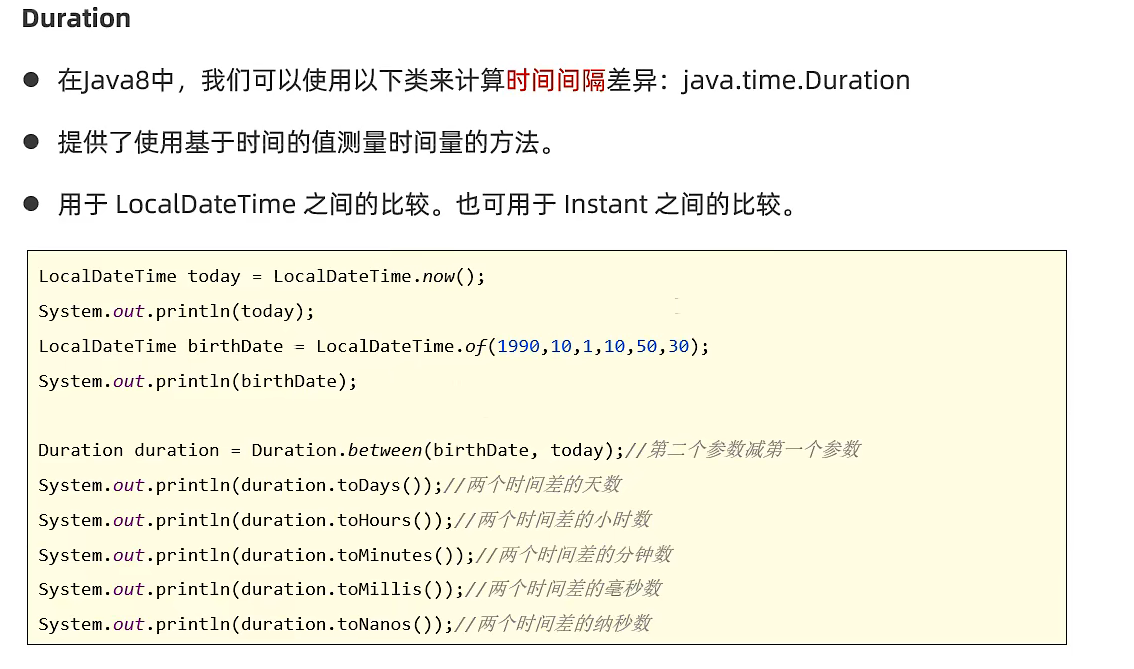 Duration
● 在Java8中，我们可以使用以下类来计算时间间隔差异：java.time.Duration
● 提供了使用基于时间的值测量时间量的方法。
● 用于 LocalDateTime 之间的比较。也可用于 Instant 之间的比较。
LocalDateTime today = LocalDateTime.now();
System.out.println(today);
LocalDateTime birthDate = LocalDateTime.of(1990,10,1,10,50,30);
System.out.println(birthDate);
Duration duration = Duration.between(birthDate, today);//第二个参数减第一个参数
System.out.println(duration.toDays());//两个时间差的天数
System.out.println(duration.toHours());//两个时间差的小时数
System.out.println(duration.toMinutes());//两个时间差的分钟数
System.out.println(duration.toMillis());//两个时间差的毫秒数
System.out.println(duration.toNanos());//两个时间差的纳秒数